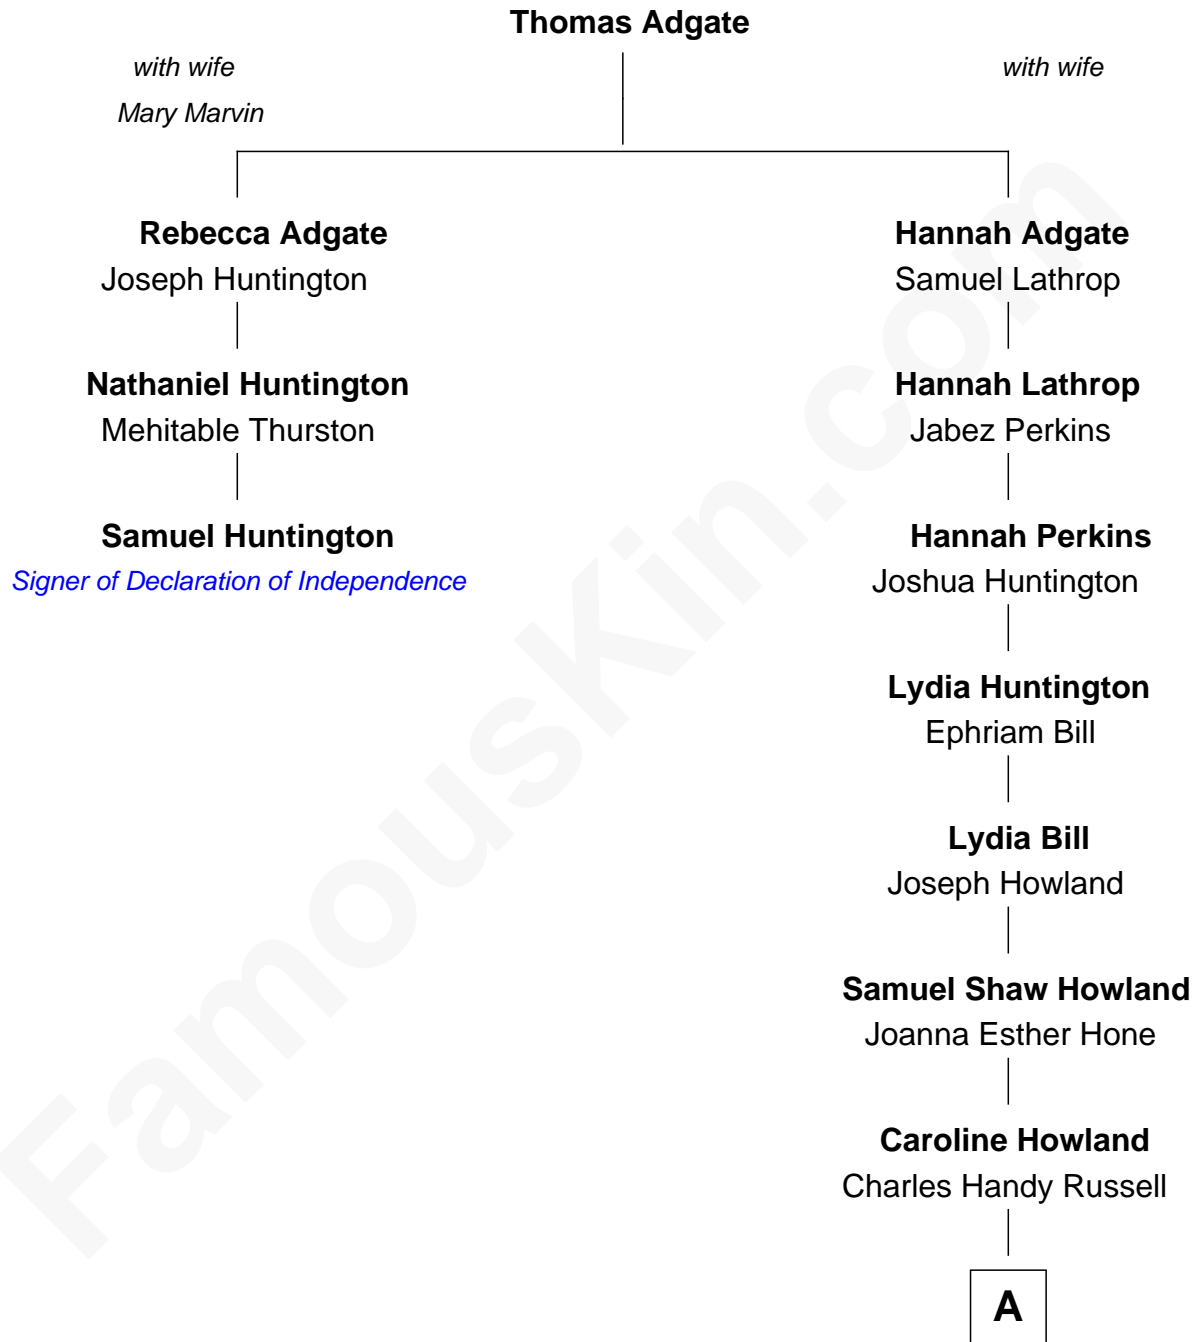 Thomas Adgate
with wife
Mary Marvin
with wife
Rebecca Adgate
Joseph Huntington
Nathaniel Huntington
Mehitable Thurston
Samuel Huntington
Signer of Declaration of Independence
Hannah Adgate
Samuel Lathrop
Hannah Lathrop
Jabez Perkins
Hannah Perkins
Joshua Huntington
Lydia Huntington
Ephriam Bill
Lydia Bill
Joseph Howland
Samuel Shaw Howland
Joanna Esther Hone
Caroline Howland
Charles Handy Russell
A
FamousKin.com